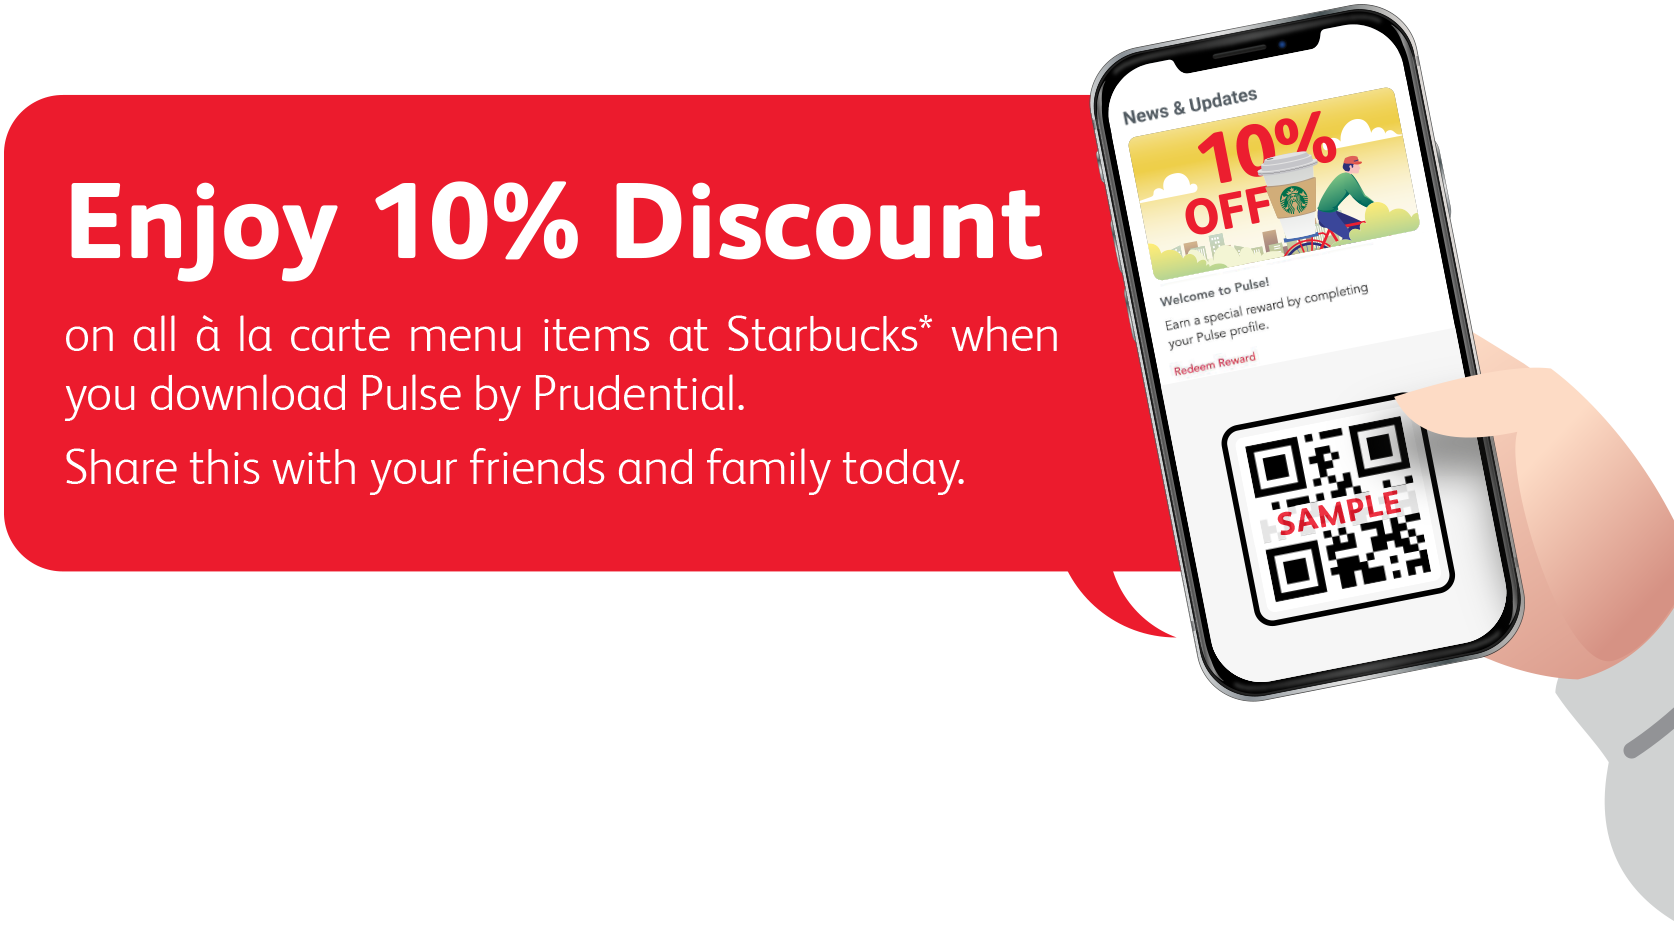 Enjoy 10% Discount
on all à la carte menu items at Starbucks* when
you download Pulse by Prudential.
Share this with your friends and family today.
News & Updates
10%
OFF
Welcome to Pulse!
Earn a special reward by completing
your Pulse profile.
Redeem Reward
SAMPLE